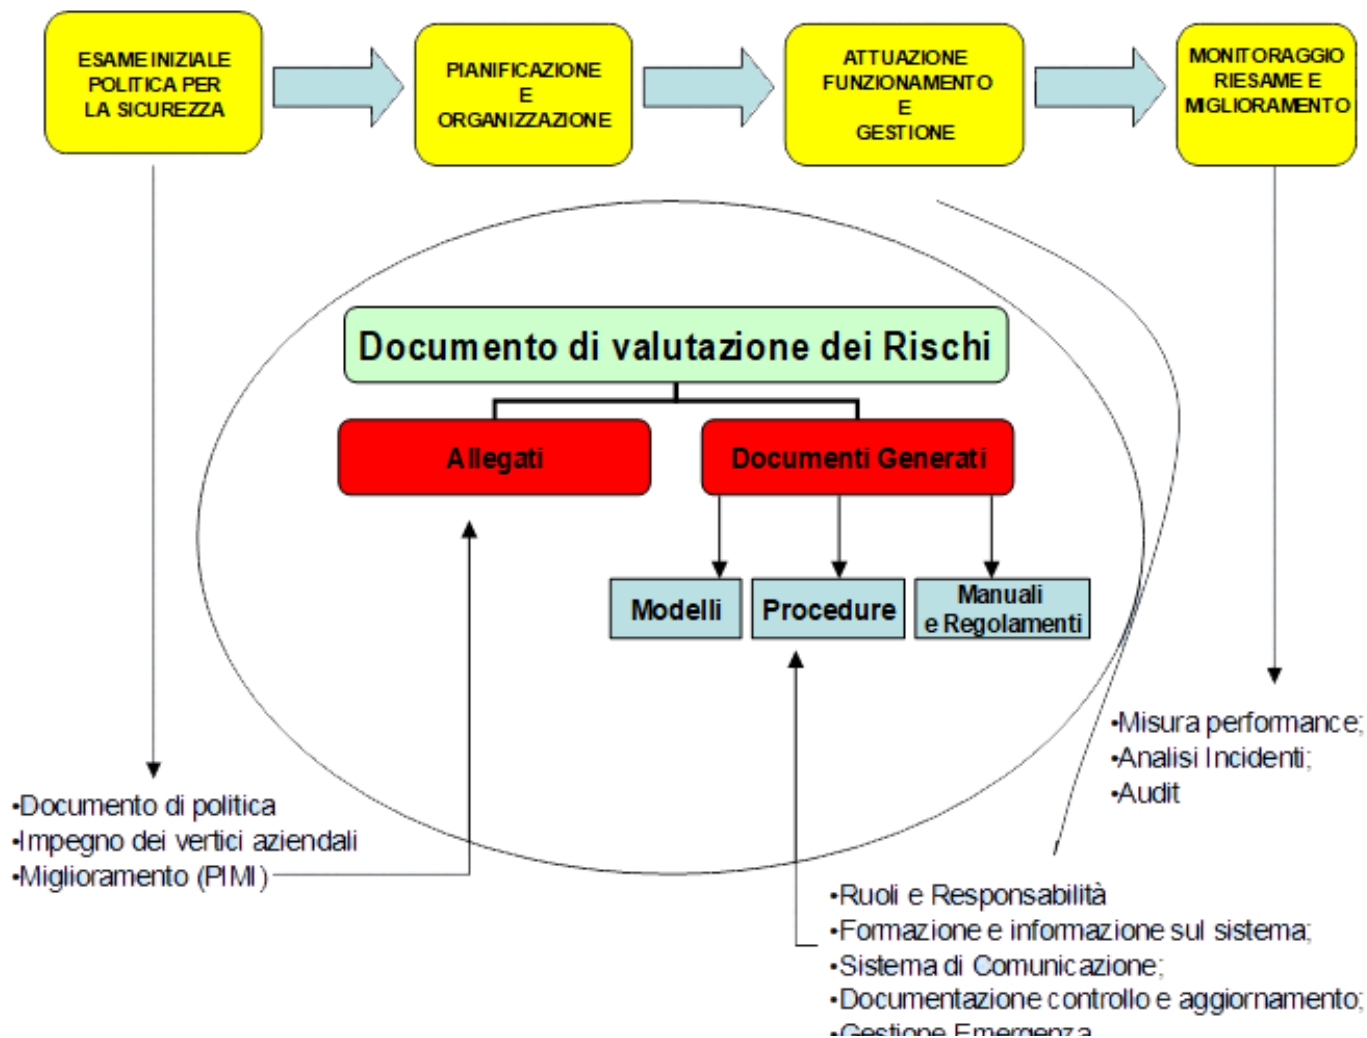 ESAME INIZIALE
POLITICA PER
LA SICUREZZA
PIANIFICAZIONE
E
ORGANIZZAZIONE
ATTUAZIONE
FUNZIONAMENTO
E
GESTIONE
MONITORAGGIO
RIESAME E
MIGLIORAMENTO
Documento di valutazione dei Rischi
Allegati
Documenti Generati
Modelli
Procedure
Manuali
e Regolamenti
•Misura performance;
•Analisi Incidenti;
•Audit
•Documento di politica
•Impegno dei vertici aziendali
•Miglioramento (PIMI)
•Ruoli e Responsabilità
•Formazione e informazione sul sistema;
•Sistema di Comunicazione;
•Documentazione controllo e aggiornamento;
•Gestione Emergenza